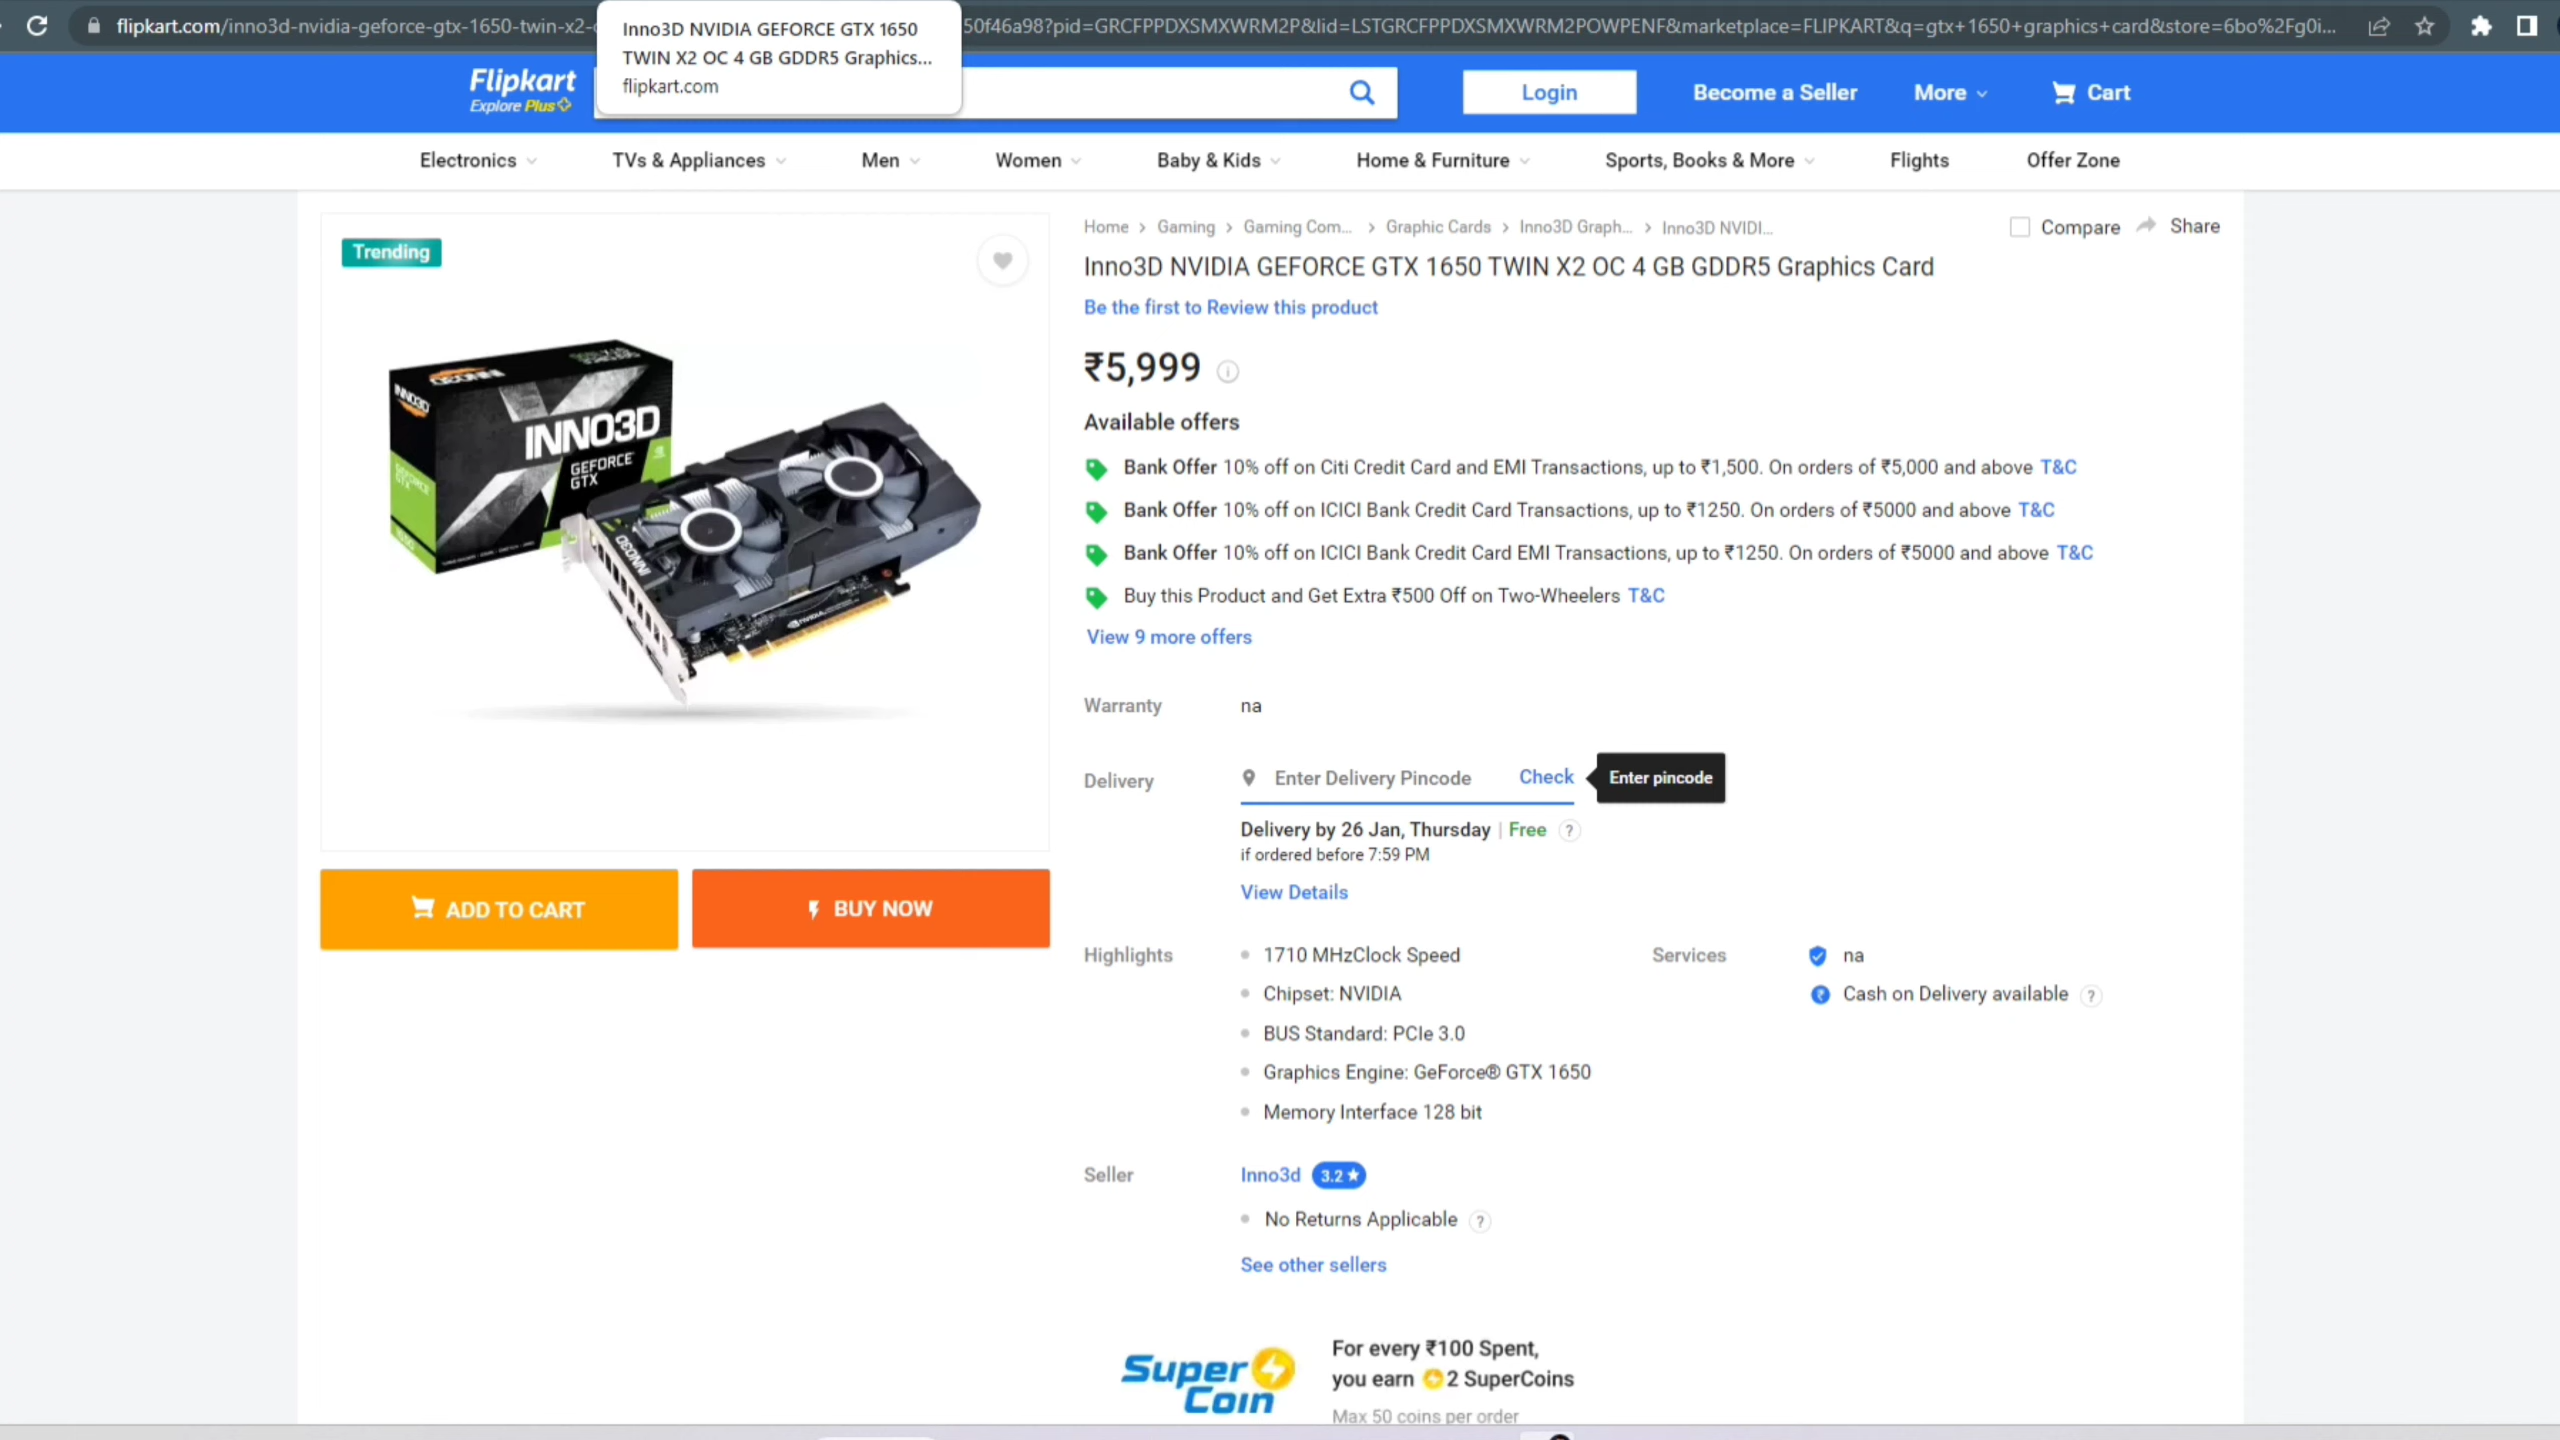 flipkart.com/inno3d-nvidia-geforce-gtx-1650-twin-x2-
50f46a98?pid=GRCFPPDXSMXWRM2P&lid=LSTGRCFPPDXSMXWRM2POWPENF&marketplace=FLIPKART&q=gtx+1650+graphics+card&store=6bo%2Fg0i...
Inno3D NVIDIA GEFORCE GTX 1650
TWIN X2 OC 4 GB GDDR5 Graphics...
flipkart.com
Flipkart
Explore Plus
Login
Become a Seller
More
Cart
Electronics
TVs & Appliances
Men
Women
Baby & Kids
Home & Furniture
Sports, Books & More
Flights
Offer Zone
Trending
INNO3D
INNO3D
GEFORCE
GTX
GEFORCE
GTX
INNO3D
NVIDIA
ADD TO CART
BUY NOW
Home > Gaming > Gaming Com... > Graphic Cards > Inno3D Graph... > Inno3D NVIDI...
Compare
Share
Inno3D NVIDIA GEFORCE GTX 1650 TWIN X2 OC 4 GB GDDR5 Graphics Card
Be the first to Review this product
₹5,999
Available offers
Bank Offer 10% off on Citi Credit Card and EMI Transactions, up to ₹1,500. On orders of ₹5,000 and above T&C
Bank Offer 10% off on ICICI Bank Credit Card Transactions, up to ₹1250. On orders of ₹5000 and above T&C
Bank Offer 10% off on ICICI Bank Credit Card EMI Transactions, up to ₹1250. On orders of ₹5000 and above T&C
Buy this Product and Get Extra ₹500 Off on Two-Wheelers T&C
View 9 more offers
Warranty
na
Delivery
Enter Delivery Pincode
Check
Enter pincode
Delivery by 26 Jan, Thursday | Free ?
if ordered before 7:59 PM
View Details
Highlights
1710 MHzClock Speed
Chipset: NVIDIA
BUS Standard: PCIe 3.0
Graphics Engine: GeForce® GTX 1650
Memory Interface 128 bit
Services
na
Cash on Delivery available ?
Seller
Inno3d 3.2★
No Returns Applicable ?
See other sellers
Super
Coin
For every ₹100 Spent,
you earn 2 SuperCoins
Max 50 coins per order